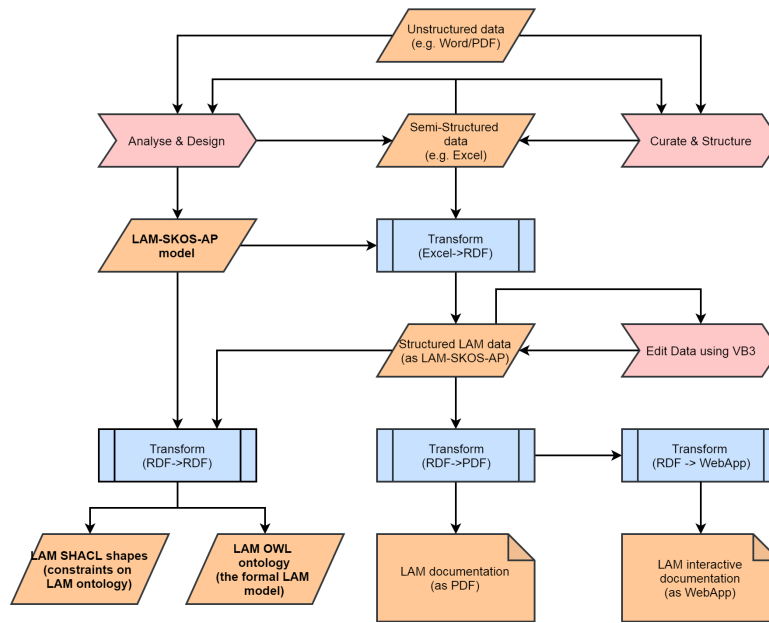 Unstructured data
(e.g. Word/PDF)
Analyse & Design
Semi-Structured
data
(e.g. Excel)
Curate & Structure
LAM-SKOS-AP
model
Transform
(Excel->RDF)
Structured LAM data
(as LAM-SKOS-AP)
Edit Data using VB3
Transform
(RDF->RDF)
Transform
(RDF->PDF)
Transform
(RDF -> WebApp)
LAM SHACL shapes
(constraints on
LAM ontology)
LAM OWL
ontology
(the formal LAM
model)
LAM documentation
(as PDF)
LAM interactive
documentation
(as WebApp)